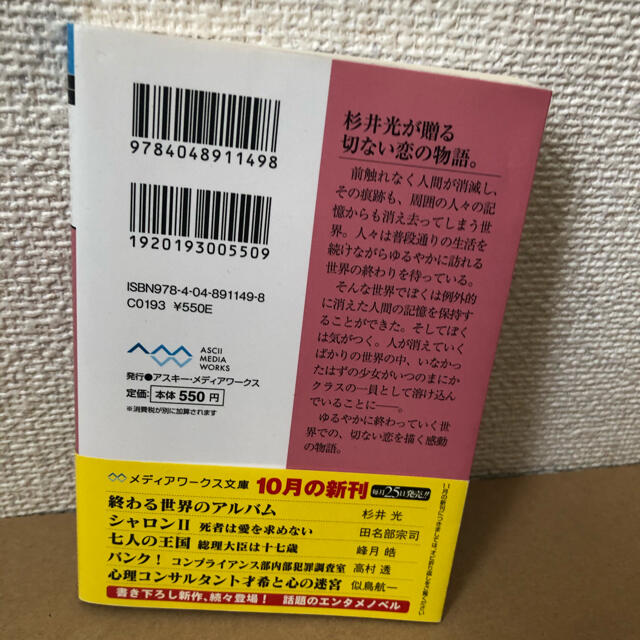 9784048911498
1920193005509
ISBN978-4-04-891149-8
C0193 ¥550E
ASCII
MEDIA
WORKS
発行●アスキー・メディアワークス
定価：本体550円
※消費税が別に加算されます
杉井光が贈る
切ない恋の物語。
前触れなく人間が消滅し、
その痕跡も、周囲の人々の記
憶からも消え去ってしまう世
界。人々は普段通りの生活を
続けながらゆるやかに訪れる
世界の終わりを待っている。
そんな世界でぼくは例外的
に消えた人間の記憶を保持す
ることができた。そしてぼく
は気がつく。人が消えていく
ばかりの世界の中、いなかっ
たはずの少女がいつのまにか
クラスの一員として溶け込ん
でいることに――。
ゆるやかに終わっていく世
界での、切ない恋を描く感動
の物語。
メディアワークス文庫 10月の新刊 毎月25日発売!!
終わる世界のアルバム 杉井 光
シャロンⅡ 死者は愛を求めない 田名部宗司
七人の王国 総理大臣は十七歳 峰月 皓
バンク！ コンプライアンス部内部犯罪調査室 高村 透
心理コンサルタント才希と心の迷宮 似鳥航一
書き下ろし新作、続々登場！ 話題のエンタメノベル